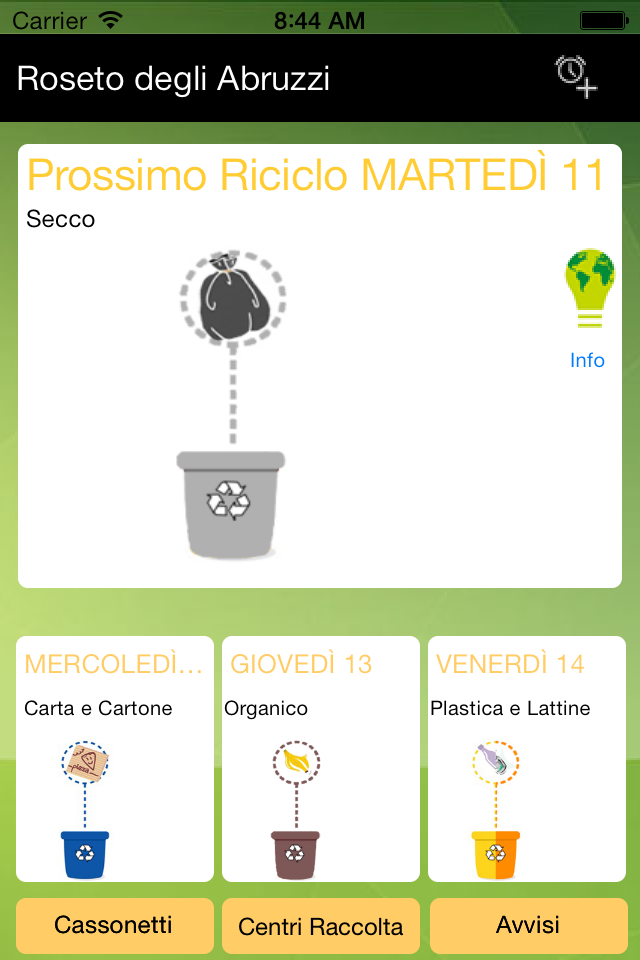 Carrier 8:44 AM
Roseto degli Abruzzi
Prossimo Riciclo MARTEDÌ 11
Secco
Info
MERCOLEDÌ... GIOVEDÌ 13 VENERDÌ 14
Carta e Cartone Organico Plastica e Lattine
pizza
Cassonetti Centri Raccolta Avvisi